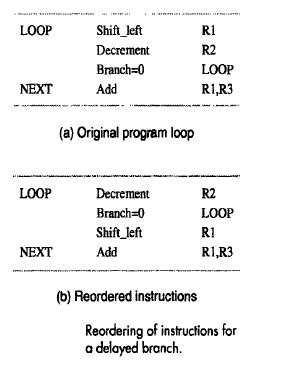 LOOP Shift_left R1
Decrement R2
Branch=0 LOOP
NEXT Add R1,R3
(a) Original program loop
LOOP Decrement R2
Branch=0 LOOP
Shift_left R1
NEXT Add R1,R3
(b) Reordered instructions
Reordering of instructions for
a delayed branch.